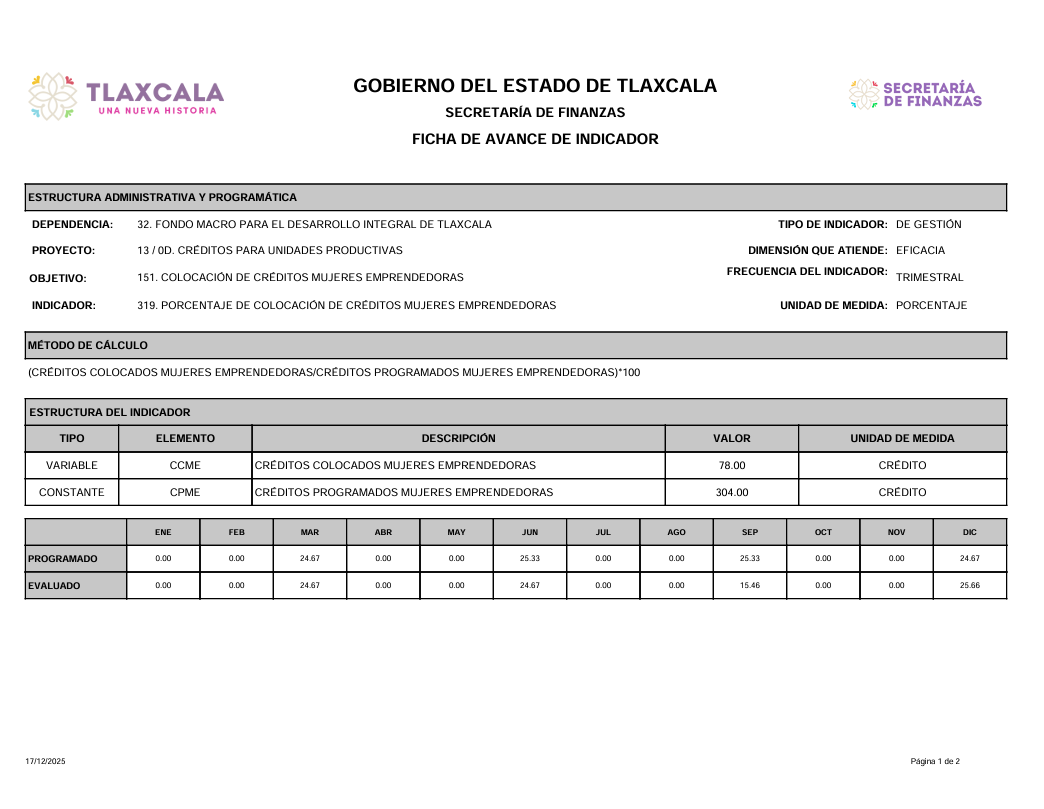 TLAXCALA
UNA NUEVA HISTORIA
GOBIERNO DEL ESTADO DE TLAXCALA
SECRETARÍA DE FINANZAS
FICHA DE AVANCE DE INDICADOR
SECRETARÍA
DE FINANZAS
ESTRUCTURA ADMINISTRATIVA Y PROGRAMÁTICA
DEPENDENCIA: 32. FONDO MACRO PARA EL DESARROLLO INTEGRAL DE TLAXCALA TIPO DE INDICADOR: DE GESTIÓN
PROYECTO: 13 / 0D. CRÉDITOS PARA UNIDADES PRODUCTIVAS DIMENSIÓN QUE ATIENDE: EFICACIA
OBJETIVO: 151. COLOCACIÓN DE CRÉDITOS MUJERES EMPRENDEDORAS FRECUENCIA DEL INDICADOR: TRIMESTRAL
INDICADOR: 319. PORCENTAJE DE COLOCACIÓN DE CRÉDITOS MUJERES EMPRENDEDORAS UNIDAD DE MEDIDA: PORCENTAJE
MÉTODO DE CÁLCULO
(CRÉDITOS COLOCADOS MUJERES EMPRENDEDORAS/CRÉDITOS PROGRAMADOS MUJERES EMPRENDEDORAS)*100
ESTRUCTURA DEL INDICADOR
TIPO ELEMENTO DESCRIPCIÓN VALOR UNIDAD DE MEDIDA
VARIABLE CCME CRÉDITOS COLOCADOS MUJERES EMPRENDEDORAS 78.00 CRÉDITO
CONSTANTE CPME CRÉDITOS PROGRAMADOS MUJERES EMPRENDEDORAS 304.00 CRÉDITO
ENE FEB MAR ABR MAY JUN JUL AGO SEP OCT NOV DIC
PROGRAMADO 0.00 0.00 24.67 0.00 0.00 25.33 0.00 0.00 25.33 0.00 0.00 24.67
EVALUADO 0.00 0.00 24.67 0.00 0.00 24.67 0.00 0.00 15.46 0.00 0.00 25.66
17/12/2025 Página 1 de 2